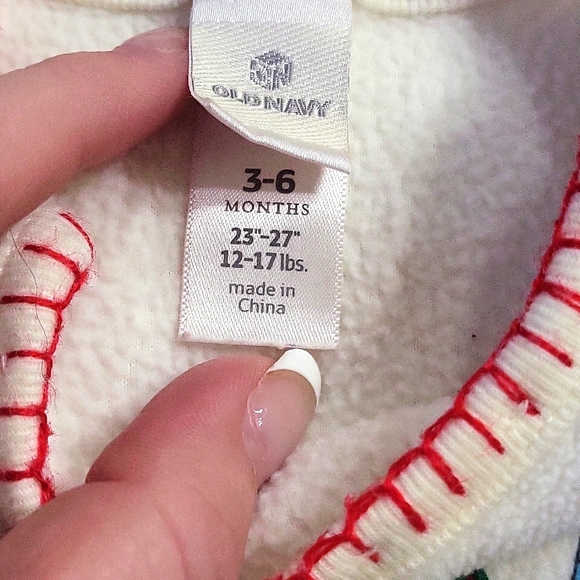 OLD NAVY
3-6
MONTHS
23"-27"
12-17 lbs.
made in
China